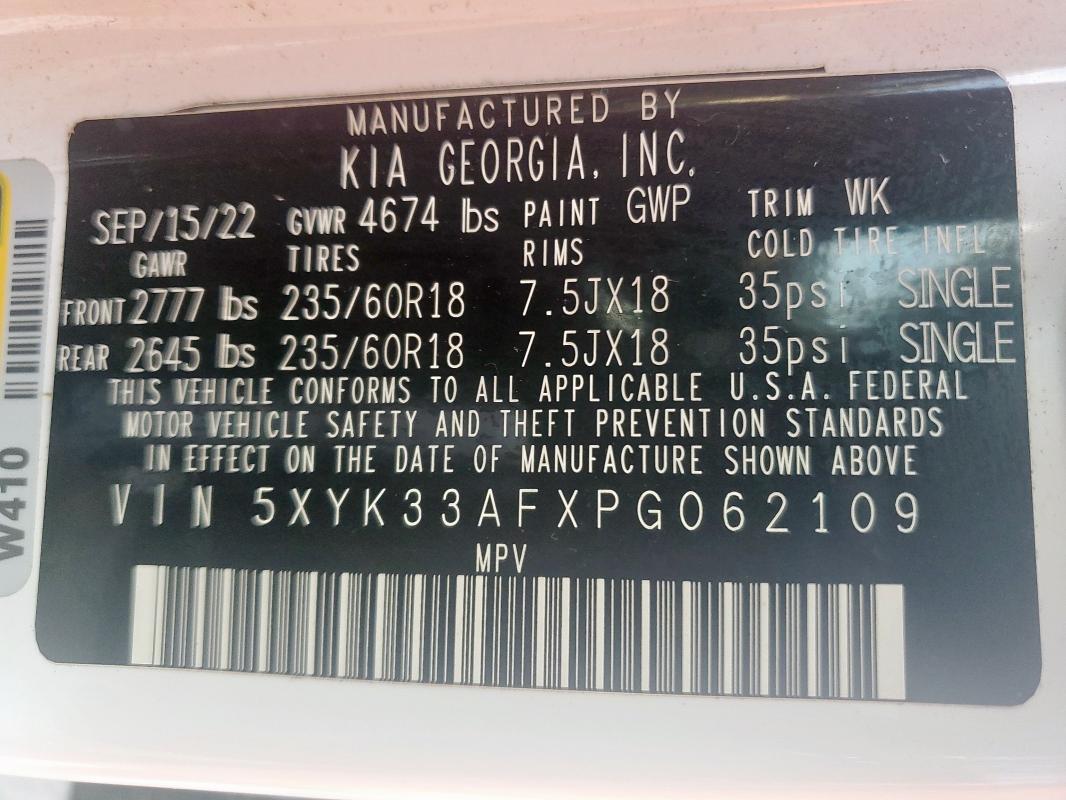 MANUFACTURED BY
KIA GEORGIA, INC.
SEP/15/22 GVWR 4674 lbs PAINT GWP TRIM WK
GAWR TIRES RIMS COLD TIRE INFL
FRONT 2777 lbs 235/60R18 7.5JX18 35psi SINGLE
REAR 2645 lbs 235/60R18 7.5JX18 35psi SINGLE
THIS VEHICLE CONFORMS TO ALL APPLICABLE U.S.A. FEDERAL
MOTOR VEHICLE SAFETY AND THEFT PREVENTION STANDARDS
IN EFFECT ON THE DATE OF MANUFACTURE SHOWN ABOVE
VIN 5XYK33AFXPG062109
MPV
W410